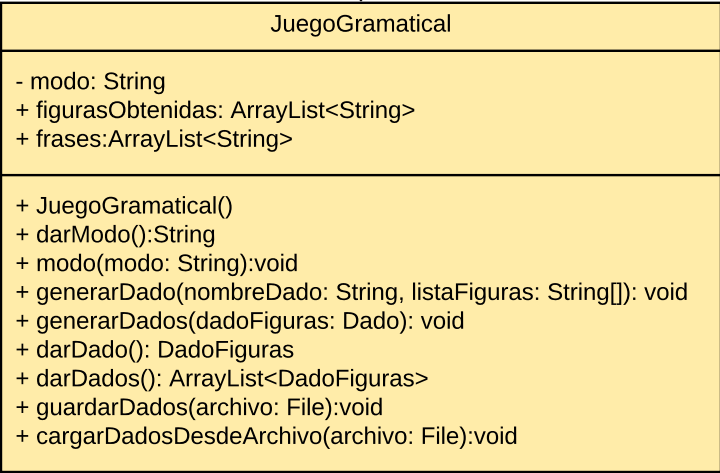 JuegoGramatical
- modo: String
+ figurasObtenidas: ArrayList<String>
+ frases:ArrayList<String>
+ JuegoGramatical()
+ darModo():String
+ modo(modo: String):void
+ generarDado(nombreDado: String, listaFiguras: String[]): void
+ generarDados(dadoFiguras: Dado): void
+ darDado(): DadoFiguras
+ darDados(): ArrayList<DadoFiguras>
+ guardarDados(archivo: File):void
+ cargarDadosDesdeArchivo(archivo: File):void